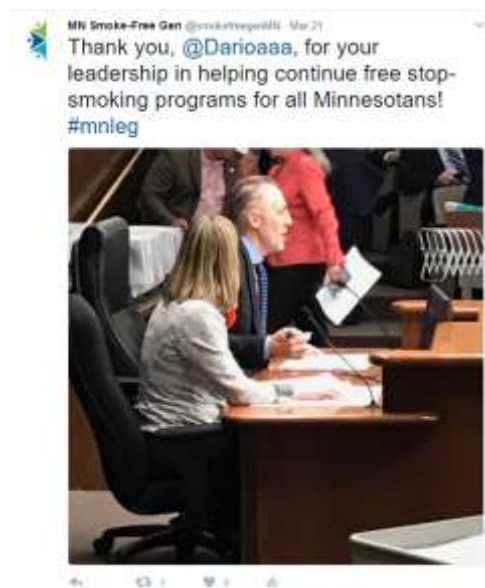 MN Smoke-Free Gen @smokefreegenMN · Mar 21
Thank you, @Darioaaa, for your
leadership in helping continue free stop-
smoking programs for all Minnesotans!
#mnleg